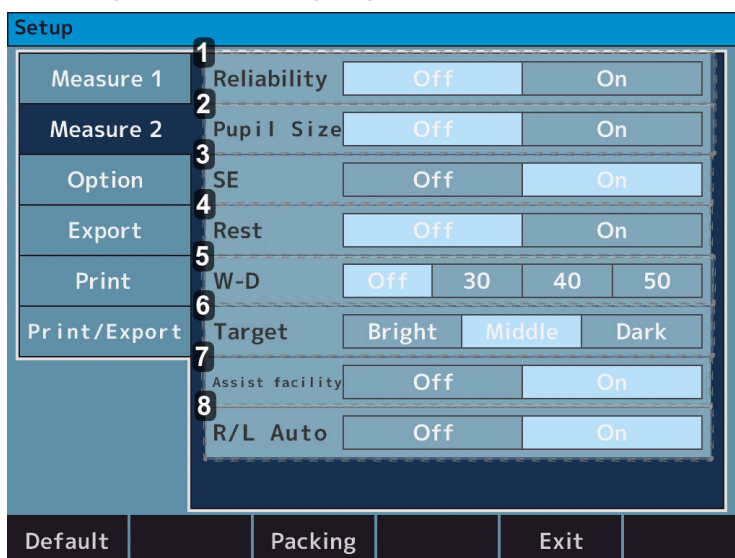 Setup
Measure 1
Measure 2
Option
Export
Print
Print/Export
1
Reliability Off On
2
Pupil Size Off On
3
SE Off On
4
Rest Off On
5
W-D Off 30 40 50
6
Target Bright Middle Dark
7
Assist facility Off On
8
R/L Auto Off On
Default Packing Exit